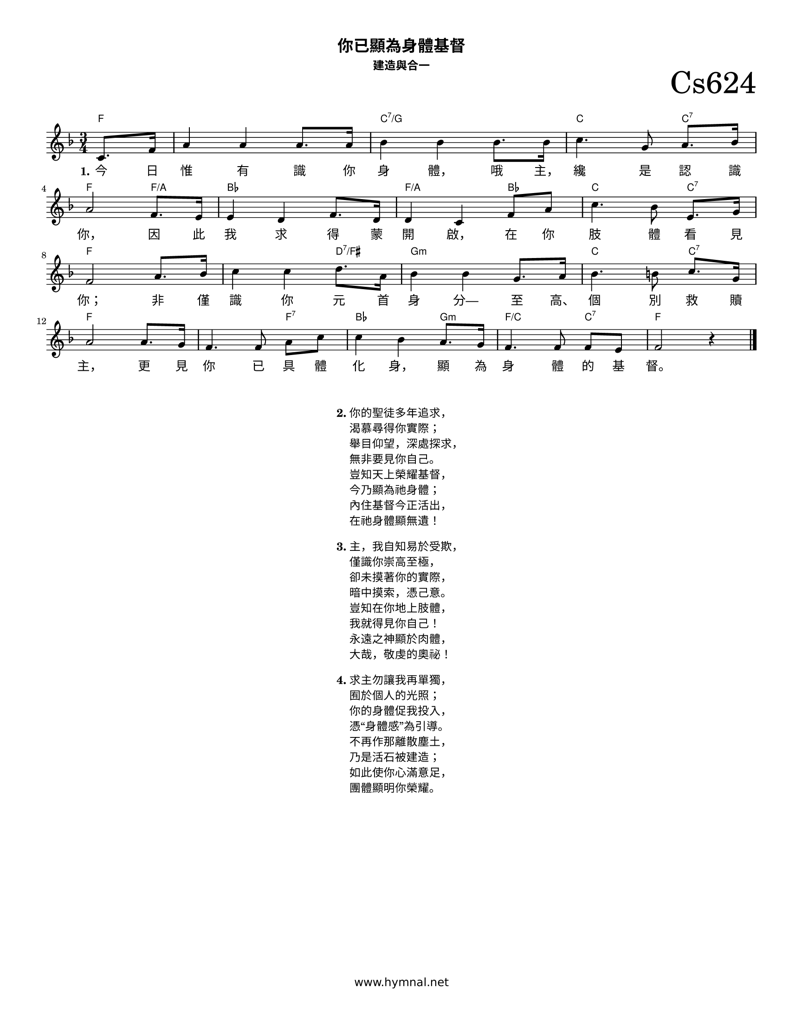 你已顯為身體基督
建造與合一
Cs624
F C7/G C C7
1. 今 日 惟 有 識 你 身 體， 哦 主， 纔 是 認 識
4 F F/A B♭ F/A B♭ C C7
你， 因 此 我 求 得 蒙 開 啟， 在 你 肢 體 看 見
8 F D7/F♯ Gm C C7
你； 非 僅 識 你 元 首 身 分— 至 高、 個 別 救 贖
12 F F7 B♭ Gm F/C C7 F
主， 更 見 你 已 具 體 化 身， 顯 為 身 體 的 基 督。
2. 你的聖徒多年追求，
渴慕尋得你實際；
舉目仰望，深處探求，
無非要見你自己。
豈知天上榮耀基督，
今乃顯為祂身體；
內住基督今正活出，
在祂身體顯無遺！
3. 主，我自知易於受欺，
僅識你崇高至極，
卻未摸著你的實際，
暗中摸索，憑己意。
豈知在你地上肢體，
我就得見你自己！
永遠之神顯於肉體，
大哉，敬虔的奧祕！
4. 求主勿讓我再單獨，
囿於個人的光照；
你的身體促我投入，
憑“身體感”為引導。
不再作那離散塵土，
乃是活石被建造；
如此使你心滿意足，
團體顯明你榮耀。
www.hymnal.net